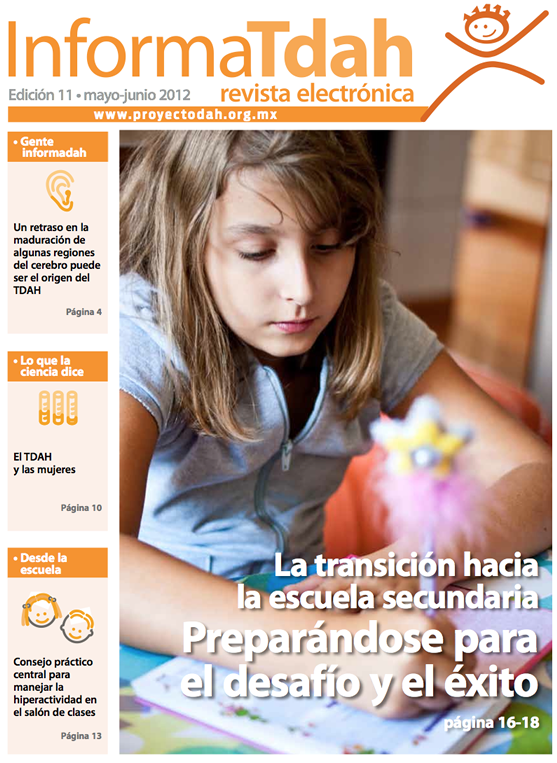 InformaTdah
Edición 11 • mayo-junio 2012
revista electrónica
www.proyectodah.org.mx
• Gente
informadah
Un retraso en la
maduración de
algunas regiones
del cerebro puede
ser el origen del
TDAH
Página 4
• Lo que la
ciencia dice
El TDAH
y las mujeres
Página 10
• Desde la
escuela
Consejo práctico
central para
manejar la
hiperactividad en
el salón de clases
Página 13
La transición hacia
la escuela secundaria
Preparándose para
el desafío y el éxito
página 16-18